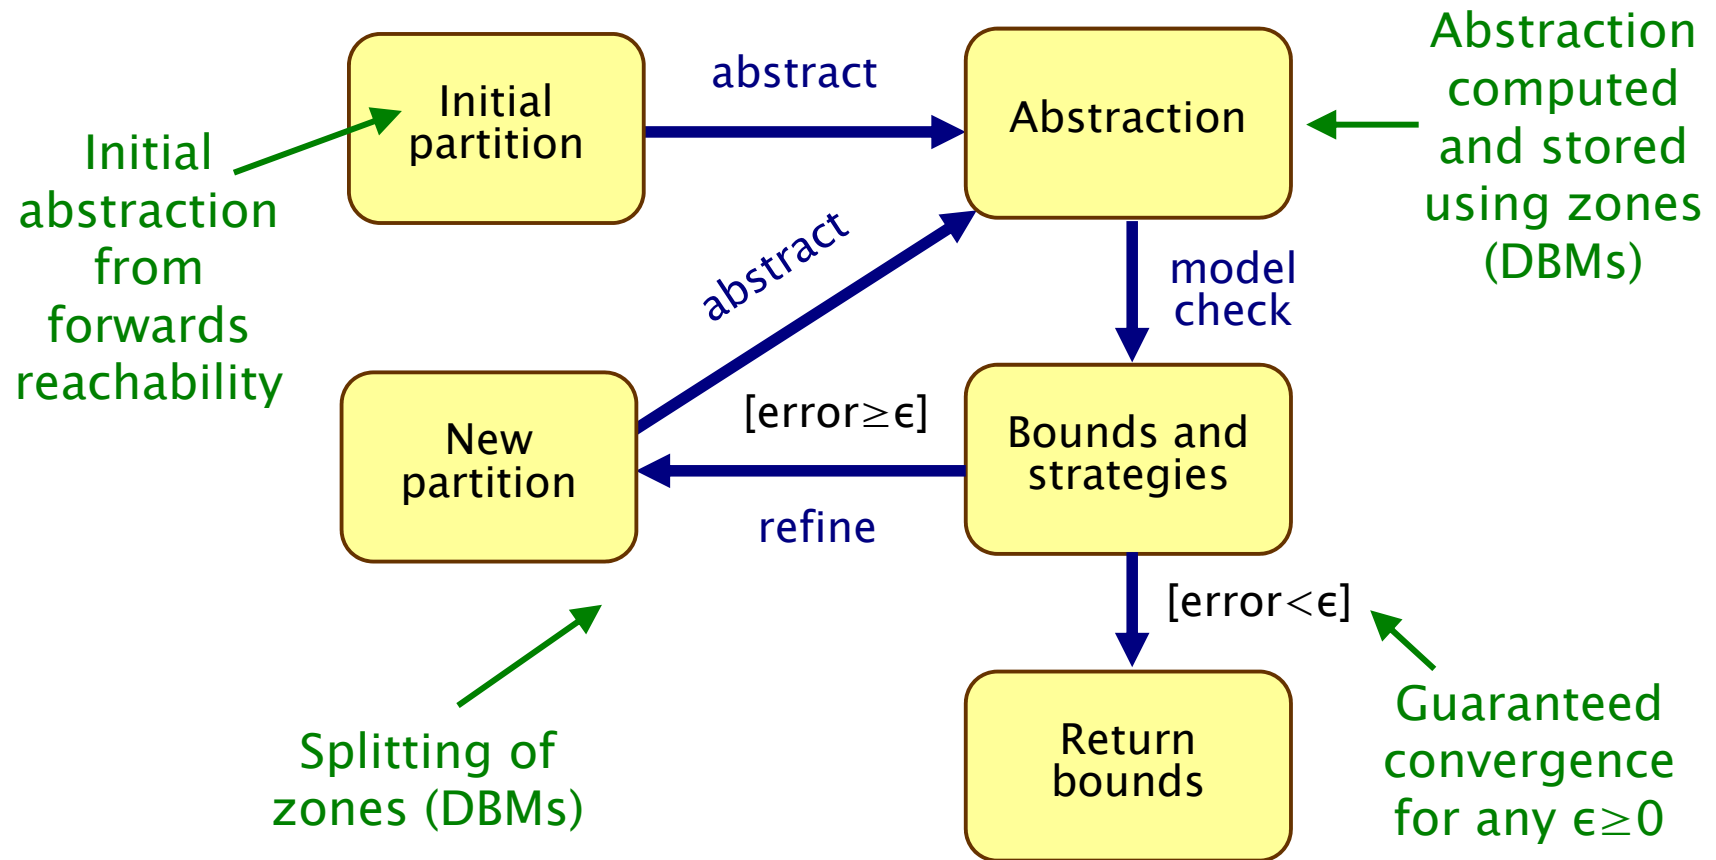 Initial
partition
abstract
Abstraction
Abstraction
computed
and stored
using zones
(DBMs)
Initial
abstraction
from
forwards
reachability
abstract
model
check
New
partition
[error≥ϵ]
refine
Bounds and
strategies
[error<ϵ]
Splitting of
zones (DBMs)
Return
bounds
Guaranteed
convergence
for any ϵ≥0